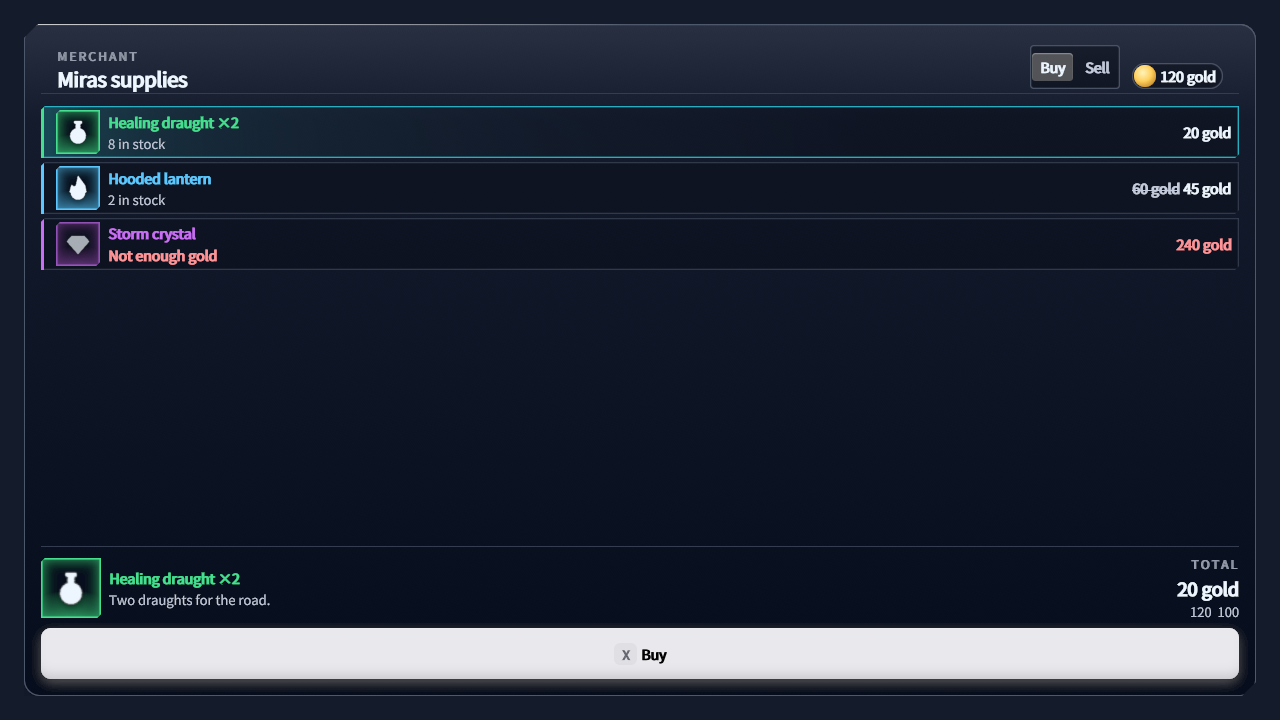 MERCHANT
Miras supplies
Buy Sell 120 gold
Healing draught ×2
8 in stock
20 gold
Hooded lantern
2 in stock
60 gold 45 gold
Storm crystal
Not enough gold
240 gold
Healing draught ×2
Two draughts for the road.
TOTAL
20 gold
120 100
X Buy